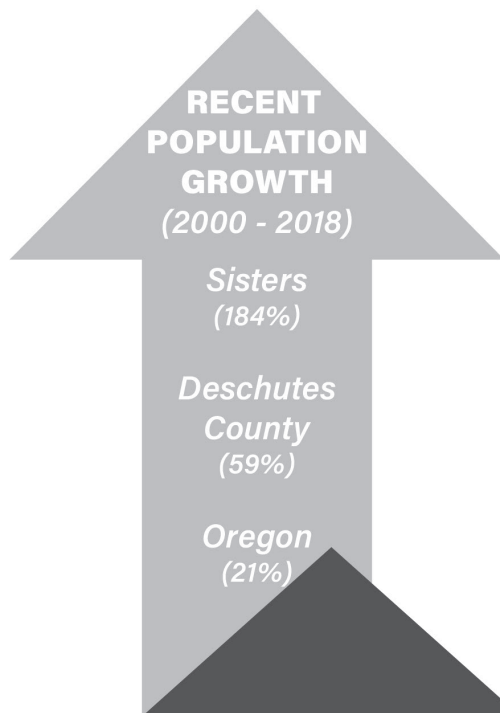 RECENT
POPULATION
GROWTH
(2000 - 2018)
Sisters
(184%)
Deschutes
County
(59%)
Oregon
(21%)